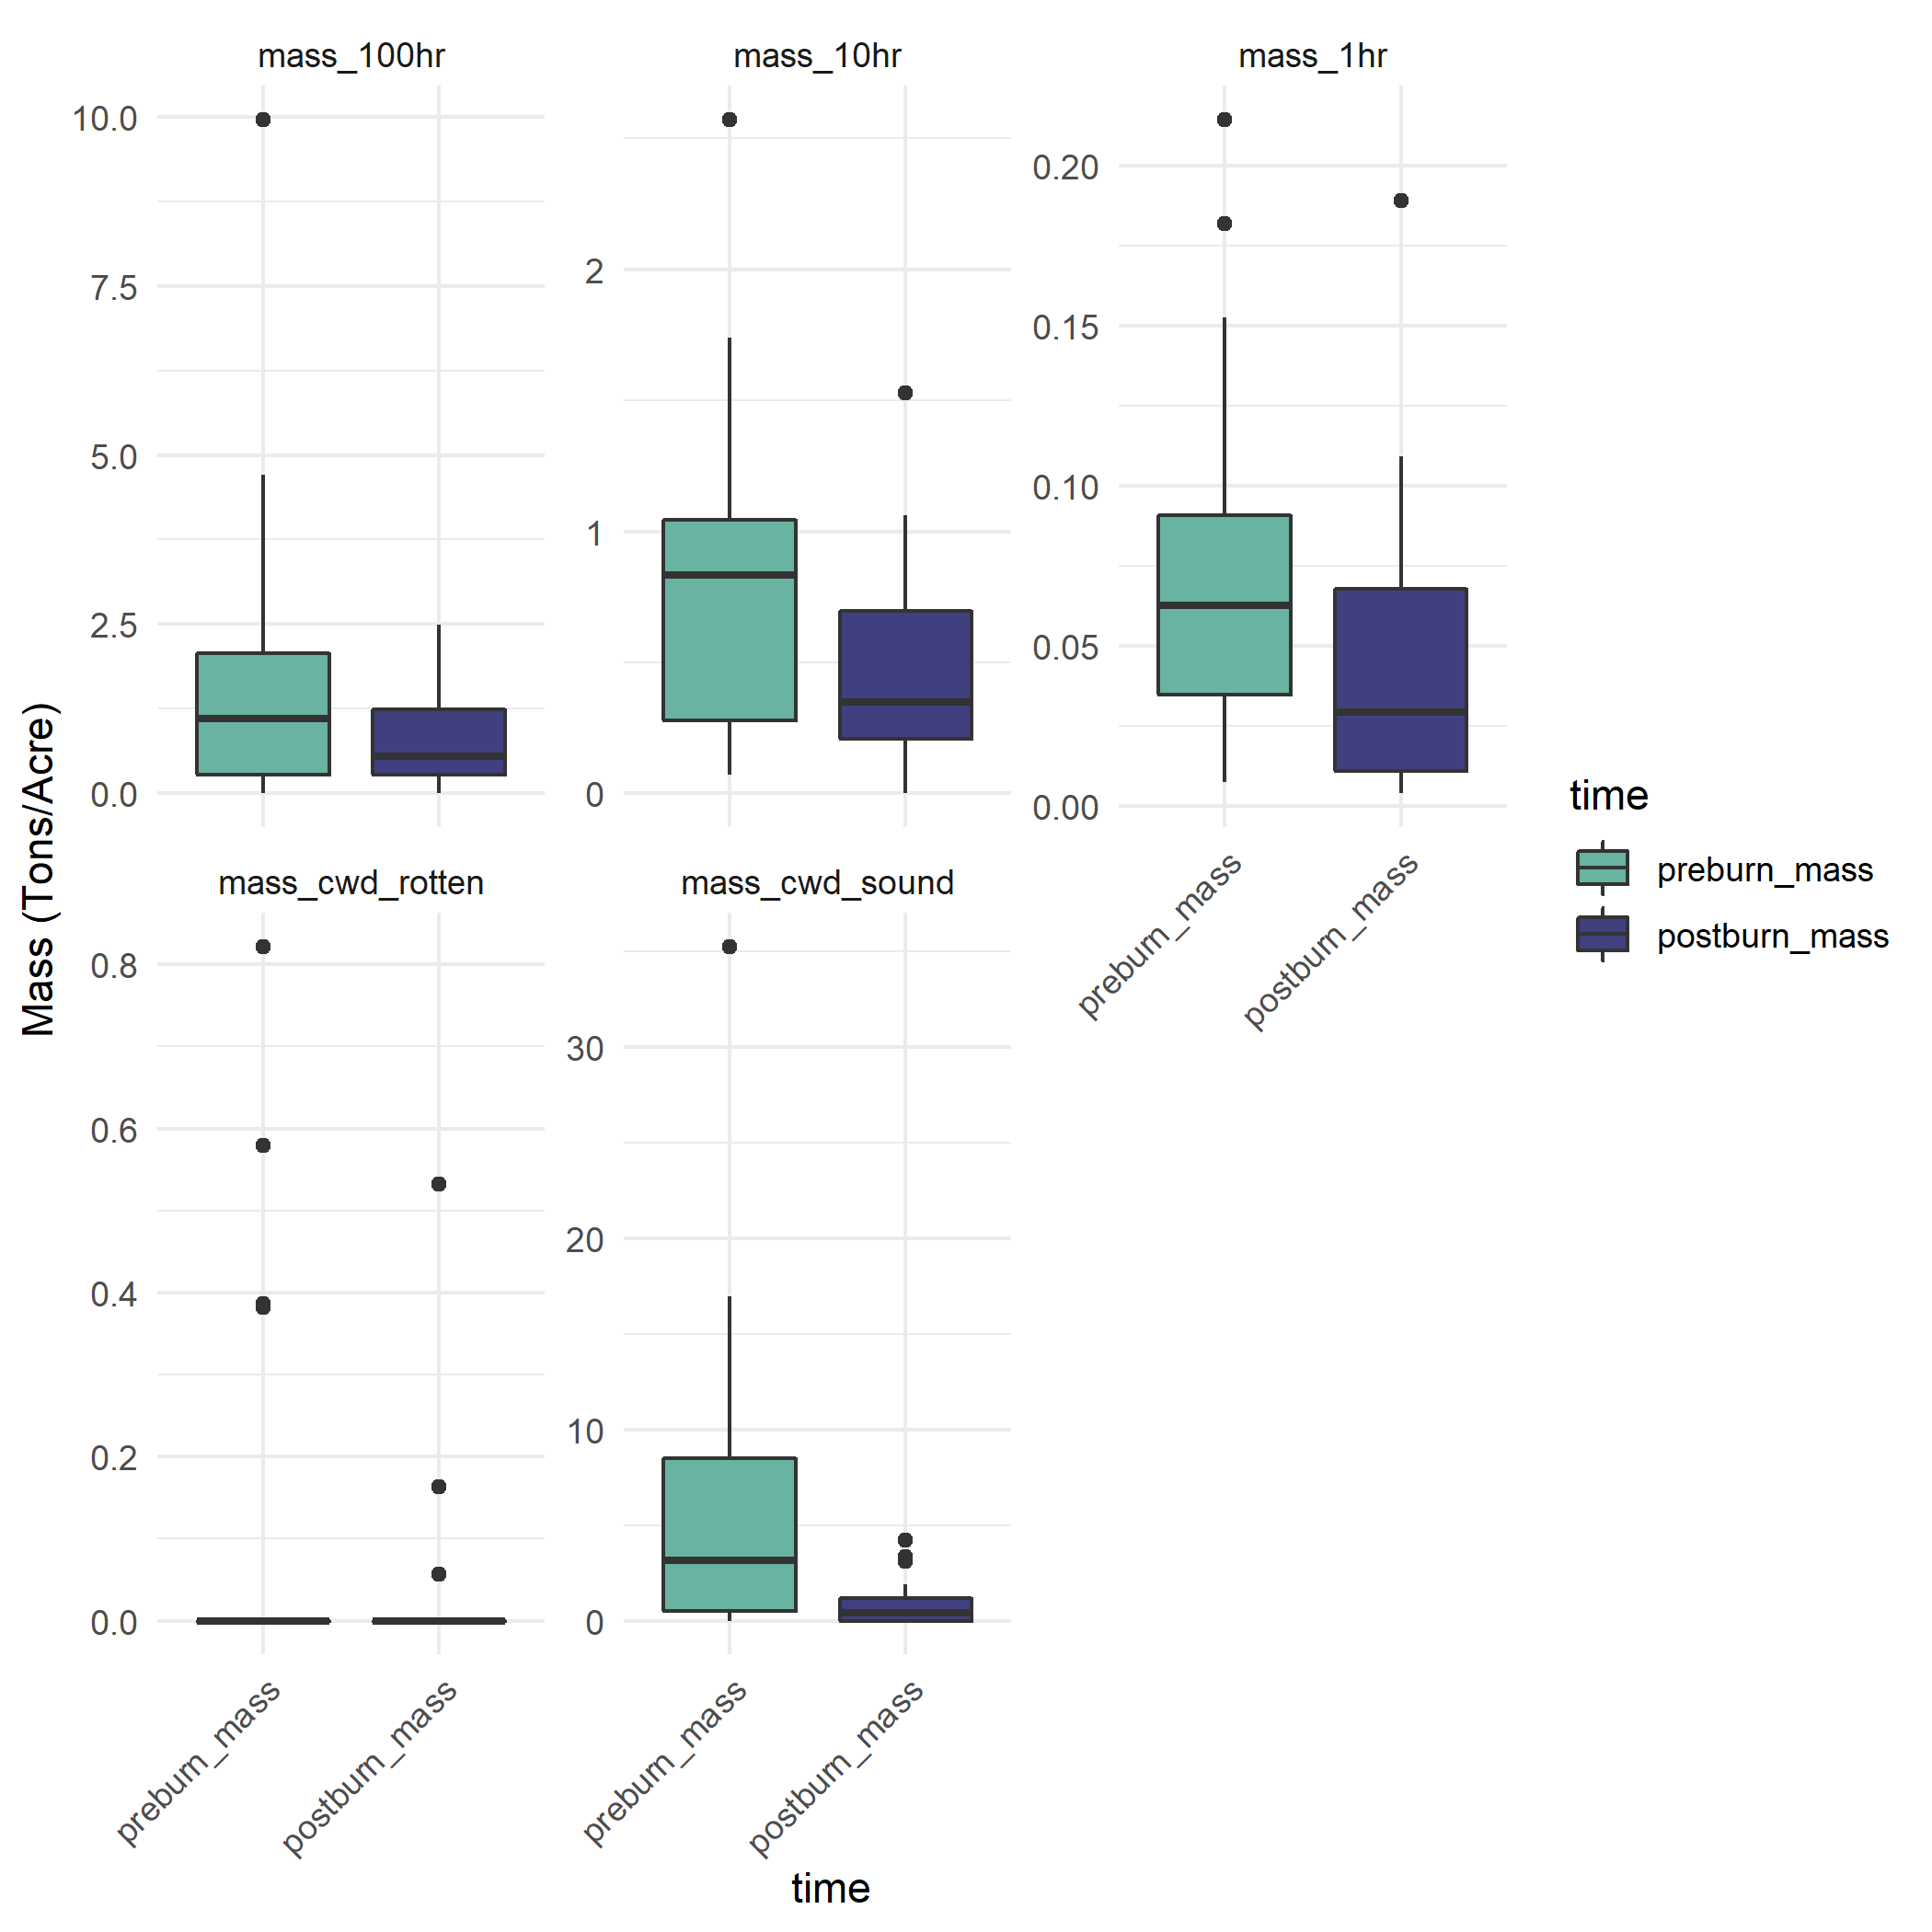 mass_100hr
mass_10hr
mass_1hr
10.0
7.5
5.0
2.5
0.0
2
1
0
0.20
0.15
0.10
0.05
0.00
preburn_mass
postburn_mass
mass_cwd_rotten
mass_cwd_sound
0.8
0.6
0.4
0.2
0.0
30
20
10
0
preburn_mass
postburn_mass
preburn_mass
postburn_mass
time
Mass (Tons/Acre)
time
preburn_mass
postburn_mass